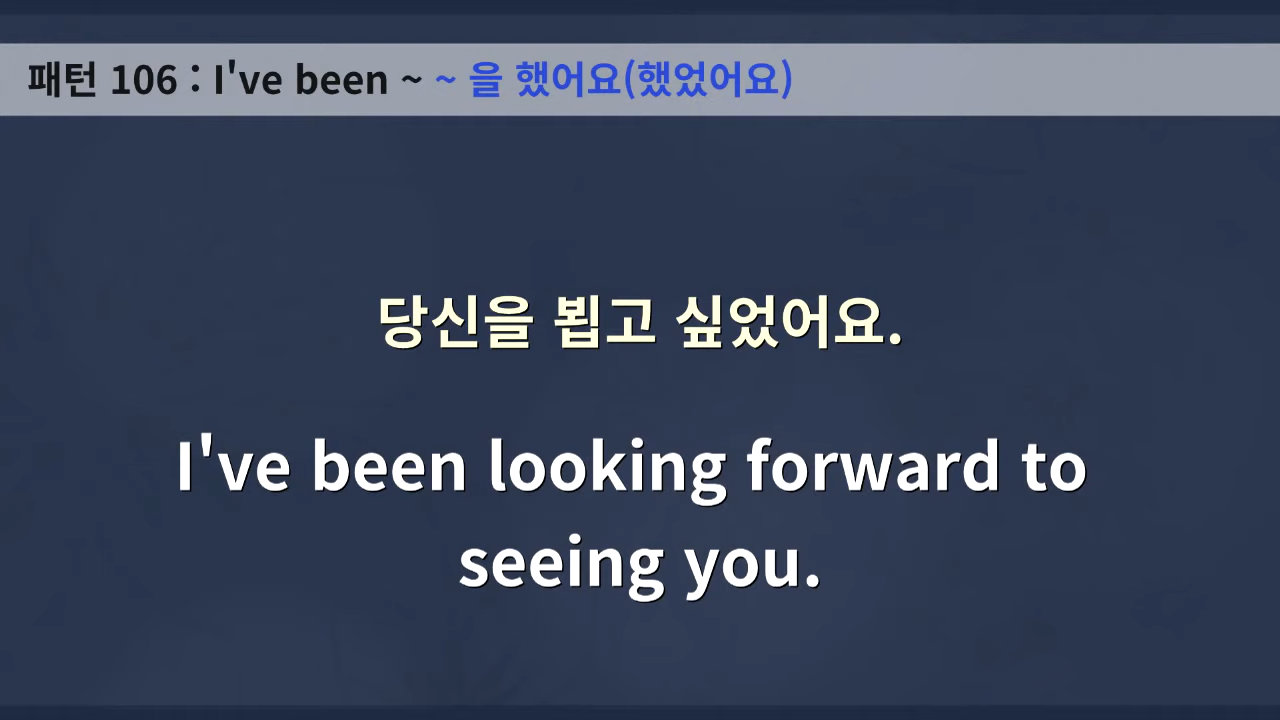 패턴 106 : I've been ~ ~ 을 했어요(했었어요)
당신을 뵙고 싶었어요.
I've been looking forward to
seeing you.